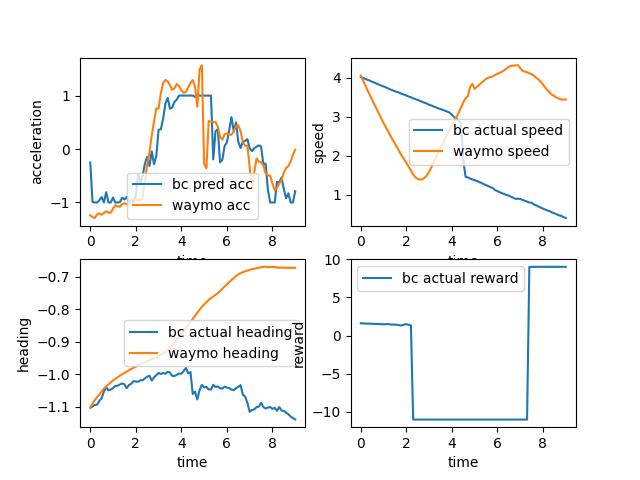 acceleration
1
0
−1
bc pred acc
waymo acc
0
2
4
6
8
time
speed
4
3
2
1
bc actual speed
waymo speed
0
2
4
6
8
time
heading
−0.7
−0.8
−0.9
−1.0
−1.1
bc actual heading
waymo heading
0
2
4
6
8
time
reward
10
5
0
−5
−10
bc actual reward
0
2
4
6
8
time